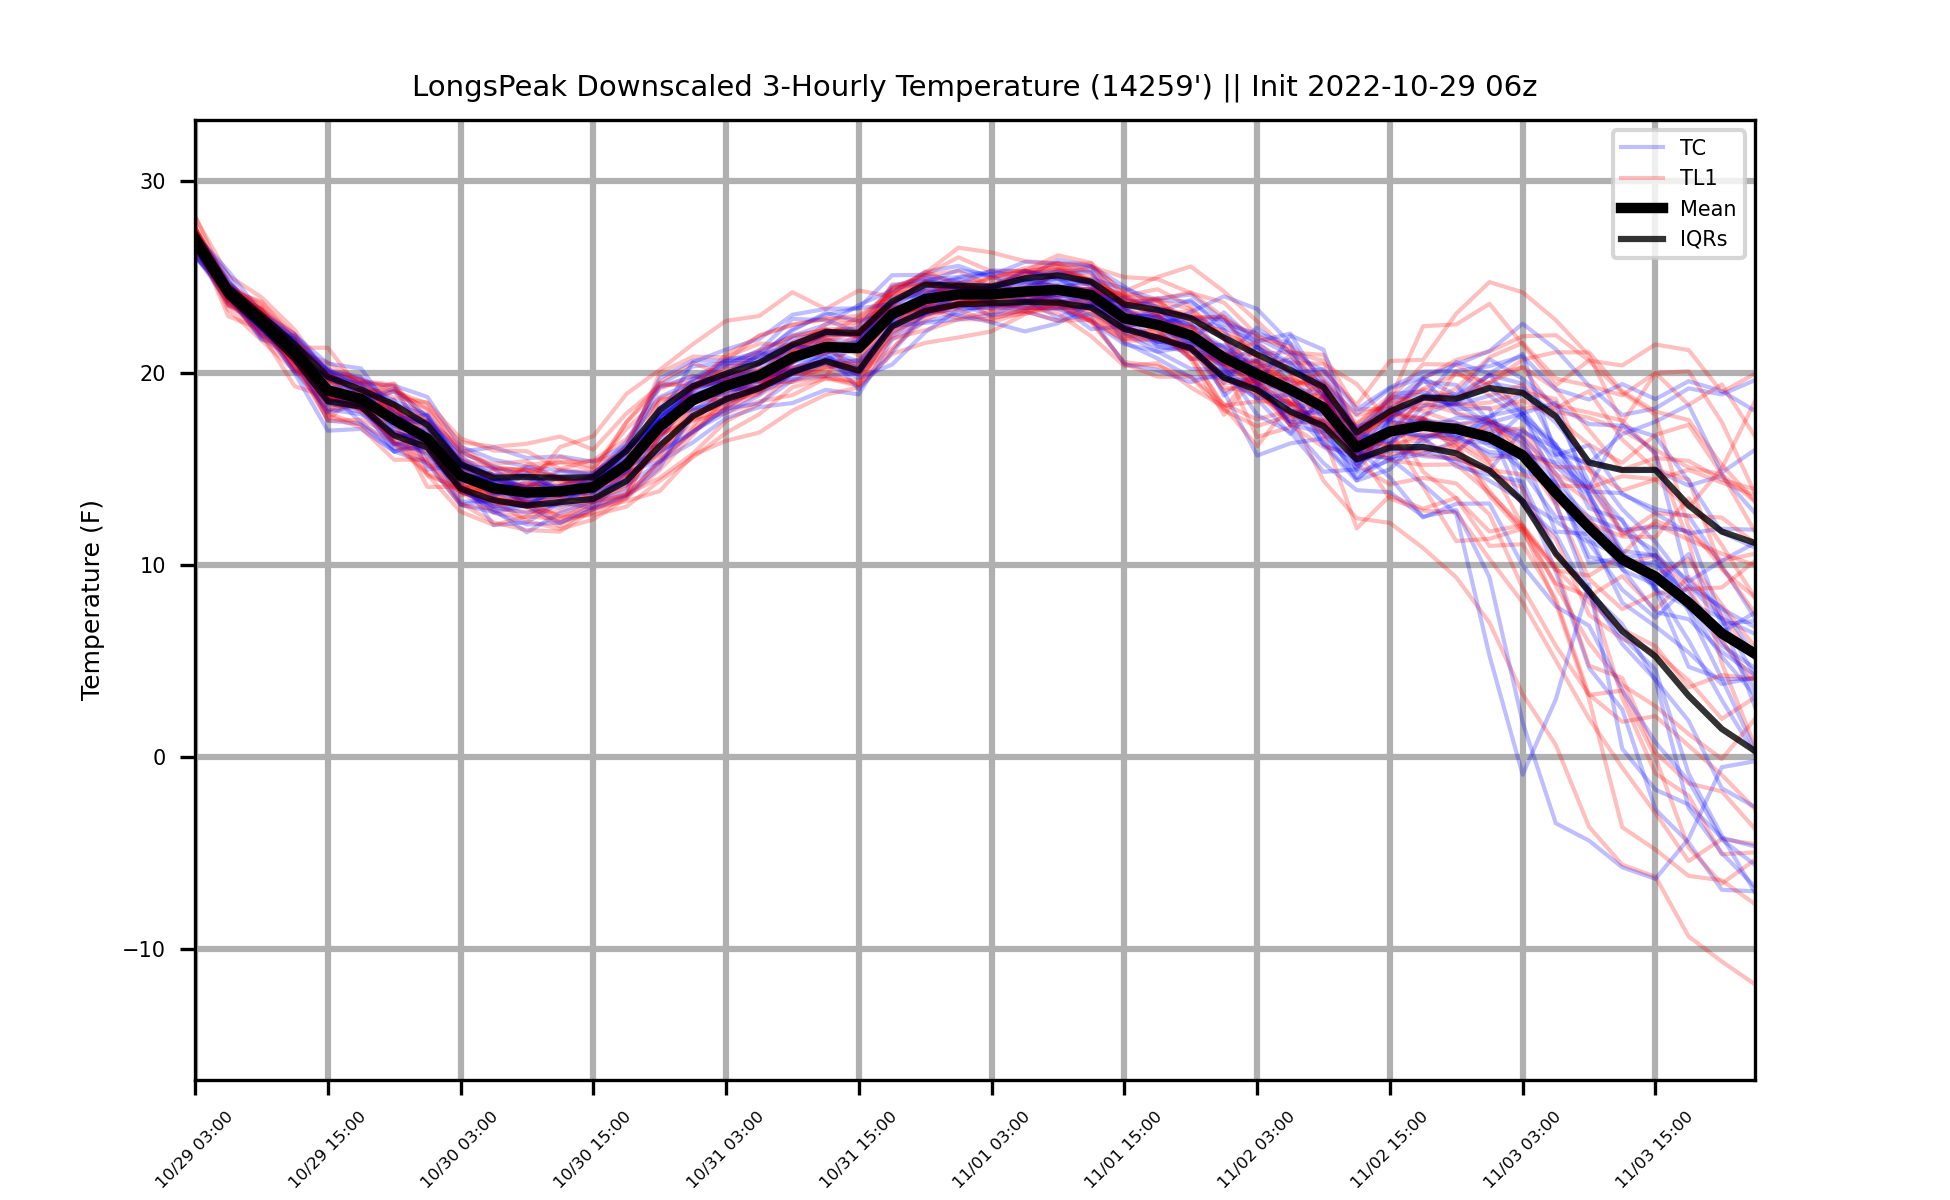 LongsPeak Downscaled 3-Hourly Temperature (14259') || Init 2022-10-29 06z
TC
TL1
Mean
IQRs
Temperature (F)
30
20
10
0
−10
10/29 03:00
10/29 15:00
10/30 03:00
10/30 15:00
10/31 03:00
10/31 15:00
11/01 03:00
11/01 15:00
11/02 03:00
11/02 15:00
11/03 03:00
11/03 15:00